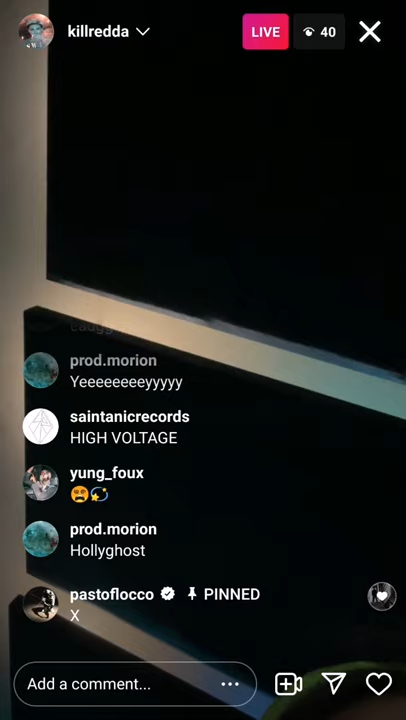 killredda
LIVE
40
prod.morion
Yeeeeeeeeyyyyy
saintanicrecords
HIGH VOLTAGE
yung_foux
😡💫
prod.morion
Hollyghost
pastoflocco PINNED
X
Add a comment...